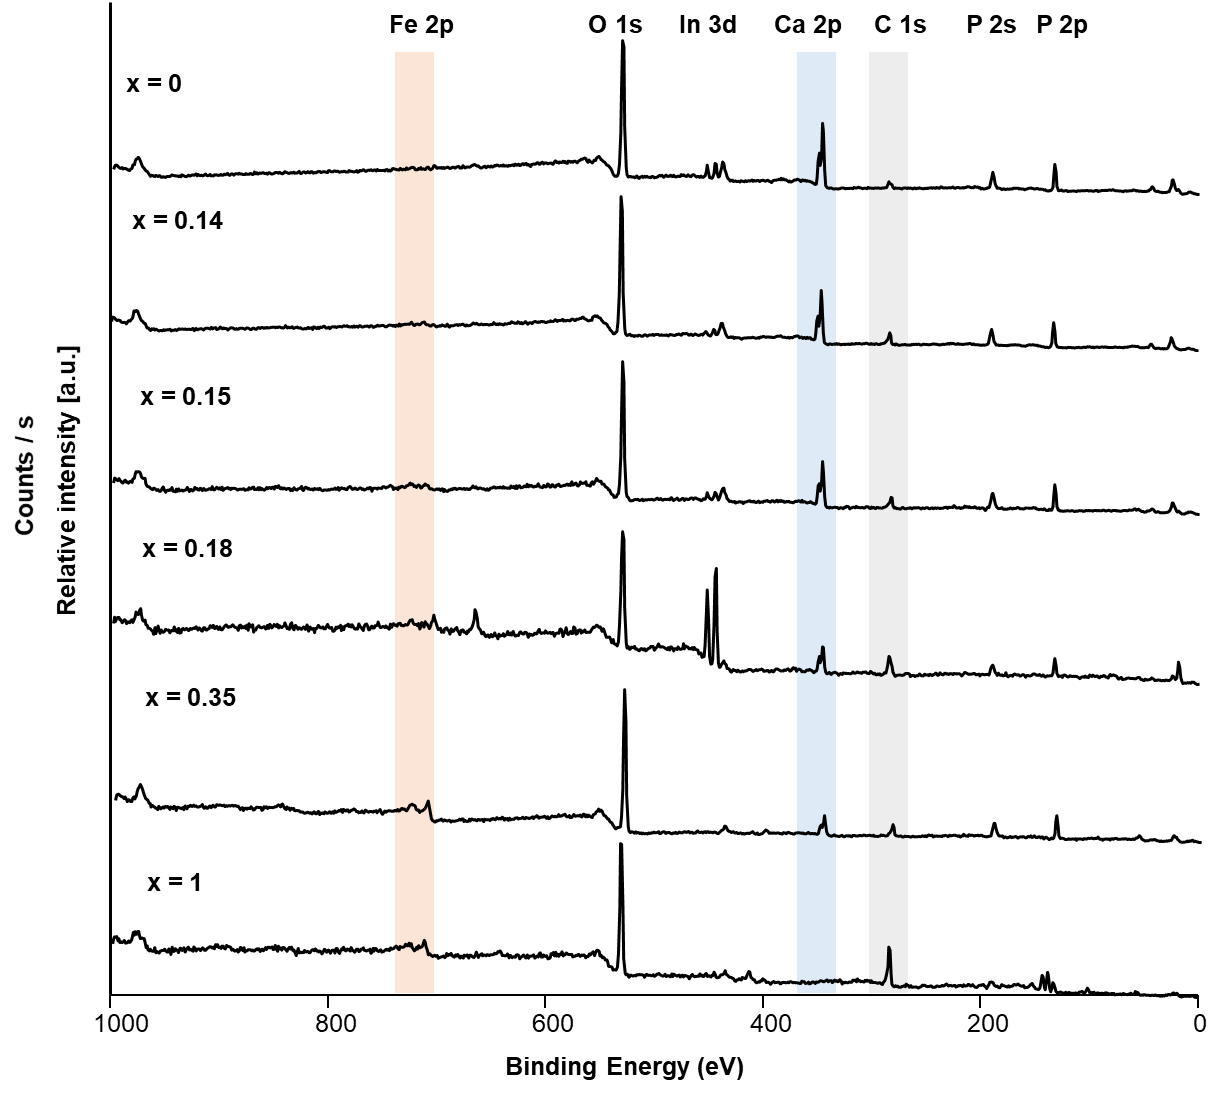 Fe 2p O 1s In 3d Ca 2p C 1s P 2s P 2p
x = 0
x = 0.14
x = 0.15
x = 0.18
x = 0.35
x = 1
Counts / s
Relative intensity [a.u.]
1000 800 600 400 200 0
Binding Energy (eV)